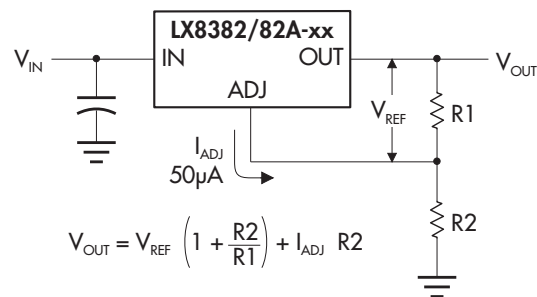 LX8382/82A-xx
V_IN IN OUT V_OUT
ADJ
V_REF R1
I_ADJ
50µA
R2
V_OUT = V_REF (1 + R2/R1) + I_ADJ R2